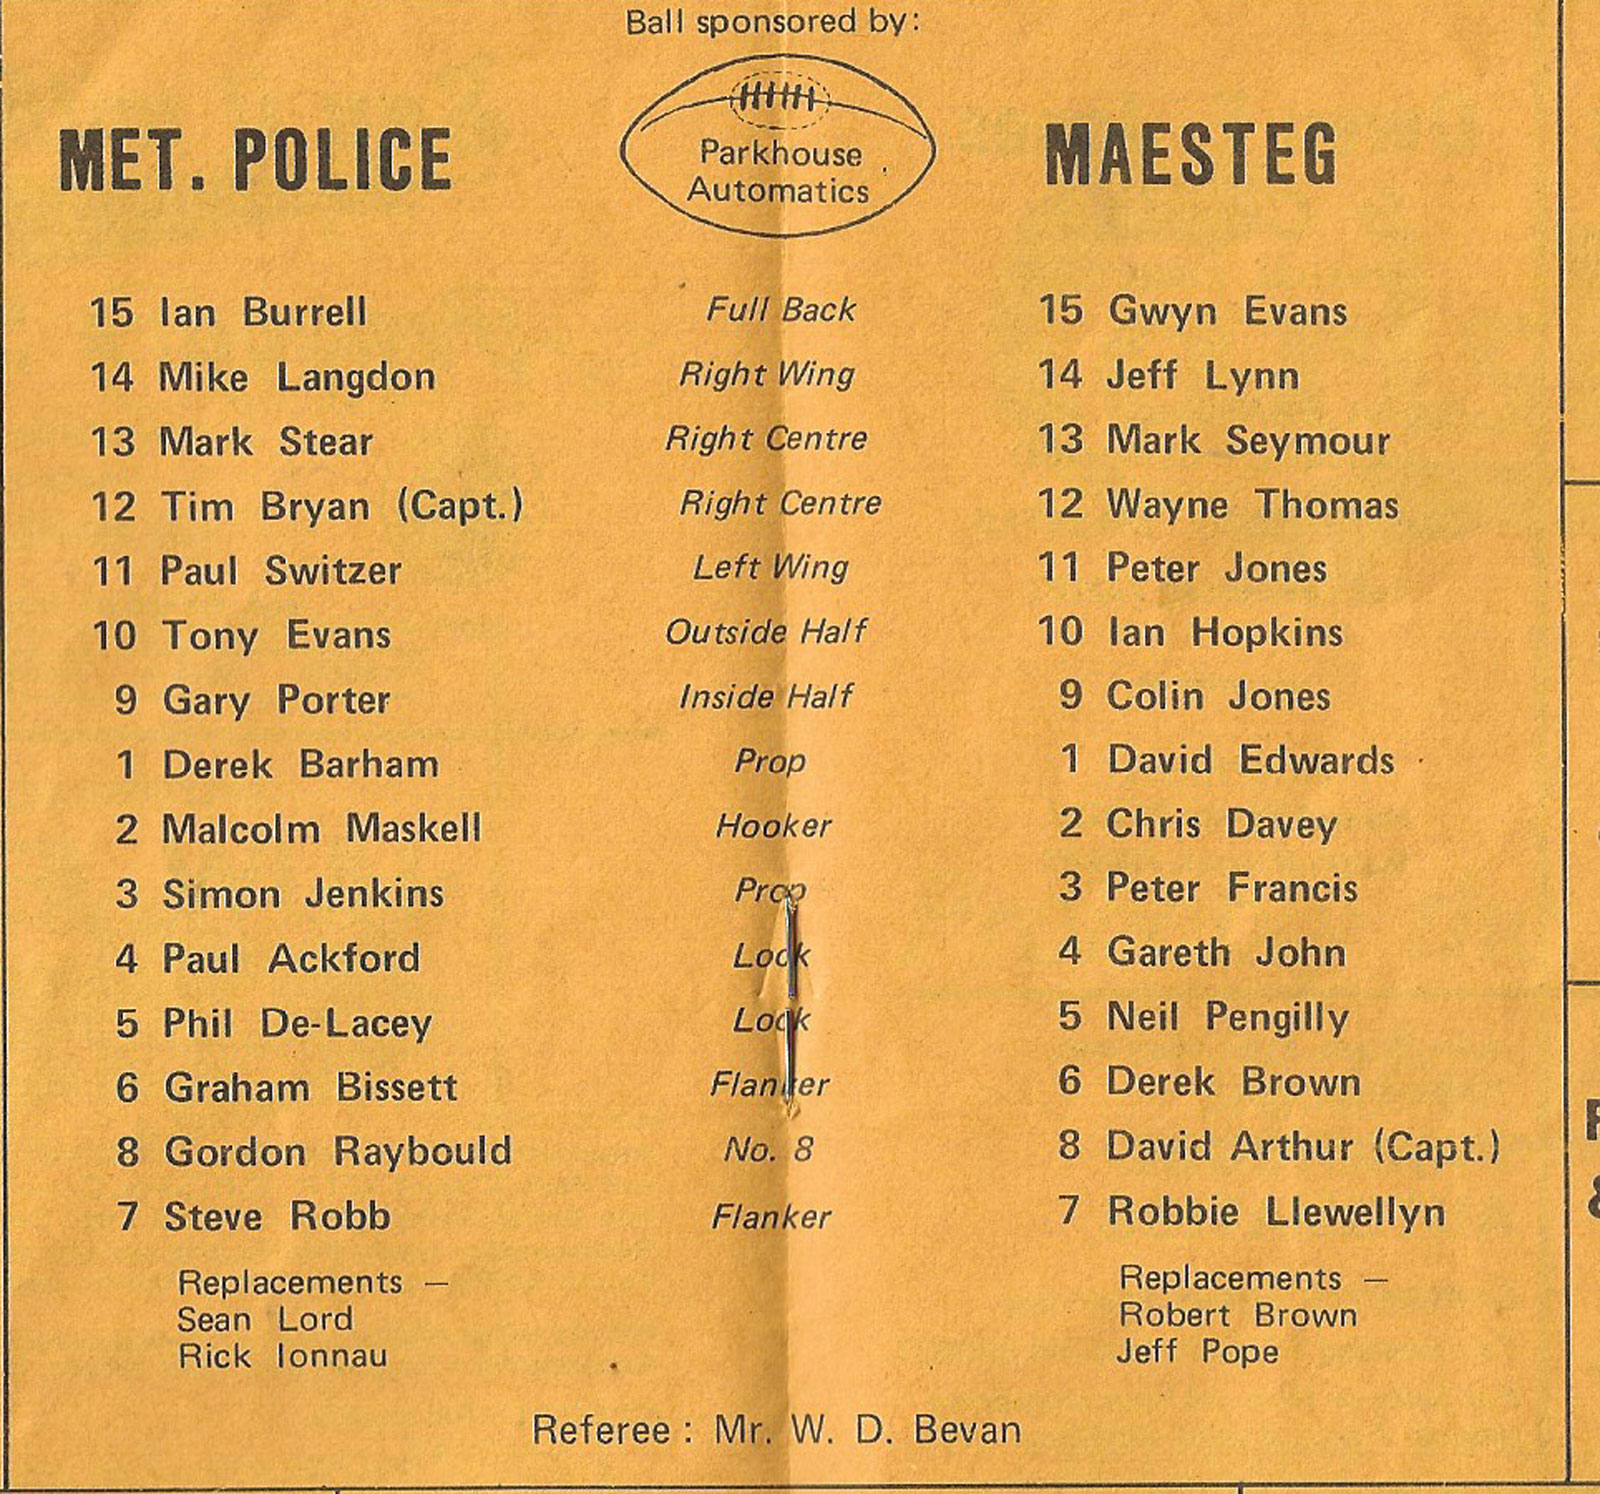 Ball sponsored by:
Parkhouse
Automatics
MET. POLICE MAESTEG
15 Ian Burrell Full Back 15 Gwyn Evans
14 Mike Langdon Right Wing 14 Jeff Lynn
13 Mark Stear Right Centre 13 Mark Seymour
12 Tim Bryan (Capt.) Right Centre 12 Wayne Thomas
11 Paul Switzer Left Wing 11 Peter Jones
10 Tony Evans Outside Half 10 Ian Hopkins
9 Gary Porter Inside Half 9 Colin Jones
1 Derek Barham Prop 1 David Edwards
2 Malcolm Maskell Hooker 2 Chris Davey
3 Simon Jenkins Prop 3 Peter Francis
4 Paul Ackford Lock 4 Gareth John
5 Phil De-Lacey Lock 5 Neil Pengilly
6 Graham Bissett Flanker 6 Derek Brown
8 Gordon Raybould No. 8 8 David Arthur (Capt.)
7 Steve Robb Flanker 7 Robbie Llewellyn
Replacements — Replacements —
Sean Lord Robert Brown
Rick Ionnau Jeff Pope
Referee : Mr. W. D. Bevan